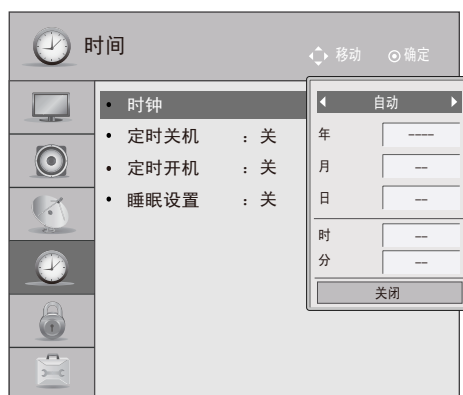 时间
移动 确定
• 时钟
• 定时关机 : 关
• 定时开机 : 关
• 睡眠设置 : 关
自动
年 ----
月 --
日 --
时 --
分 --
关闭